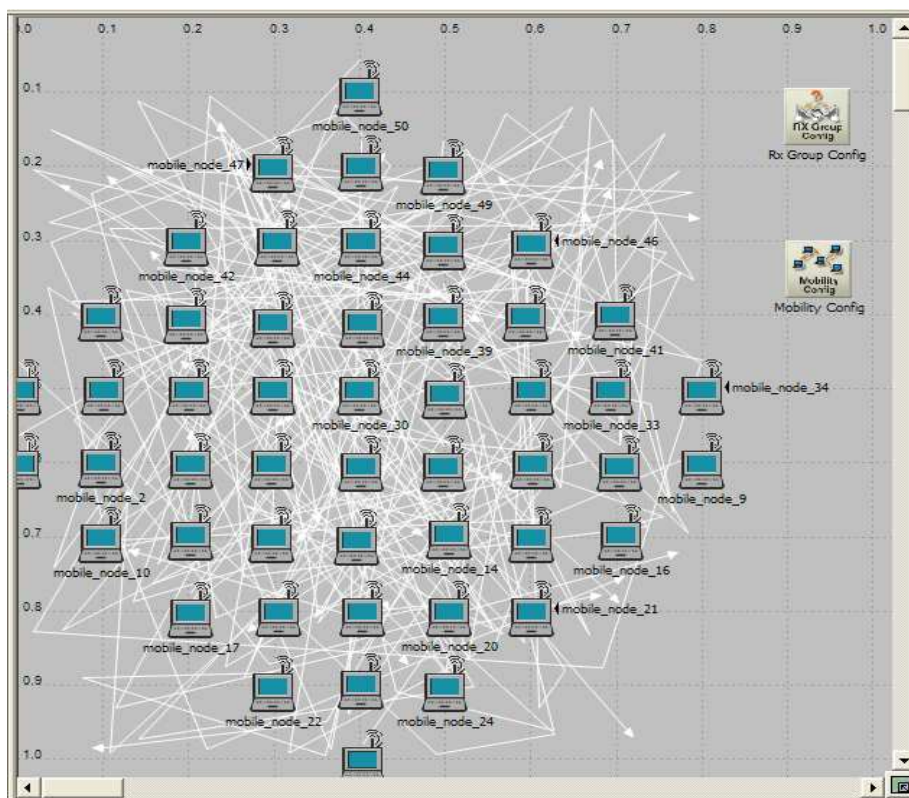 0.0 0.1 0.2 0.3 0.4 0.5 0.6 0.7 0.8 0.9 1.0
0.1
mobile_node_50
RX Group
Config
Rx Group Config
0.2
mobile_node_47
mobile_node_49
0.3
mobile_node_46
mobile_node_42
mobile_node_44
Mobility
Config
Mobility Config
0.4
mobile_node_39
mobile_node_41
0.5
mobile_node_34
mobile_node_30
mobile_node_33
mobile_node_2
mobile_node_9
0.7
mobile_node_10
mobile_node_14
mobile_node_16
0.8
mobile_node_21
mobile_node_17
mobile_node_20
0.9
mobile_node_22
mobile_node_24
1.0